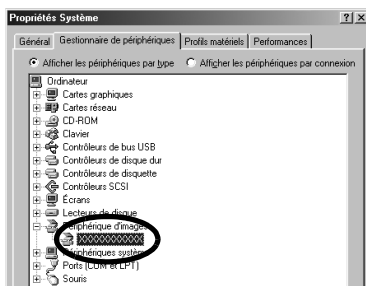 Propriétés Système
Général Gestionnaire de périphériques Profils matériels Performances
Afficher les périphériques par type Afficher les périphériques par connexion
Ordinateur
Cartes graphiques
Cartes réseau
CD-ROM
Clavier
Contrôleurs de bus USB
Contrôleurs de disque dur
Contrôleurs de disquette
Contrôleurs SCSI
Écrans
Lecteurs de disque
Périphérique d'images
XXXXXXXXXXX
Périphériques système
Ports (COM et LPT)
Souris